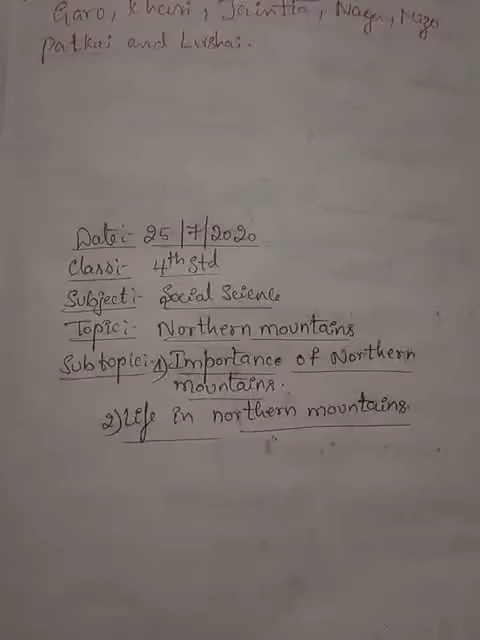 Garo, Khasi, Jaintia, Naga, Mizo
Patkai and Lushai.
Date:- 25/7/2020
Class:- 4th Std
Subject:- Social Science
Topic:- Northern mountains
Subtopic:- 1) Importance of Northern
mountains.
2) Life in northern mountains.